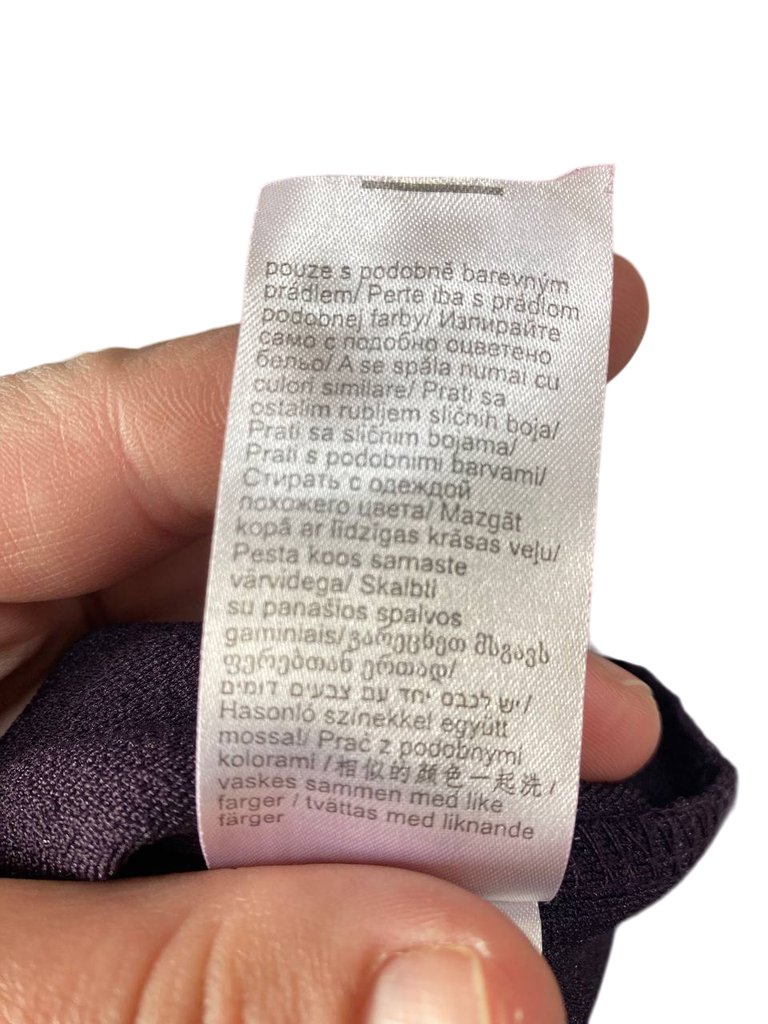 pouze s podobně barevným
prádlem/ Perte iba s prádlom
podobnej farby/ Изпирайте
само с подобно оцветено
бельо/ A se spăla numai cu
culori similare/ Prati sa
ostalim rubljem sličnih boja/
Prati sa sličnim bojama/
Prati s podobnimi barvami/
Стирать с одеждой
похожего цвета/ Mazgāt
kopā ar līdzīgas krāsas veļu/
Pesta koos samaste
värvidega/ Skalbti
su panašios spalvos
gaminiais/გარეცხეთ მსგავს
ფერებთან ერთად/
יש לכבס יחד עם צבעים דומים/
Hasonló színekkel együtt
mossa!/ Prać z podobnymi
kolorami / 相似的颜色一起洗 /
vaskes sammen med like
farger / tvättas med liknande
färger